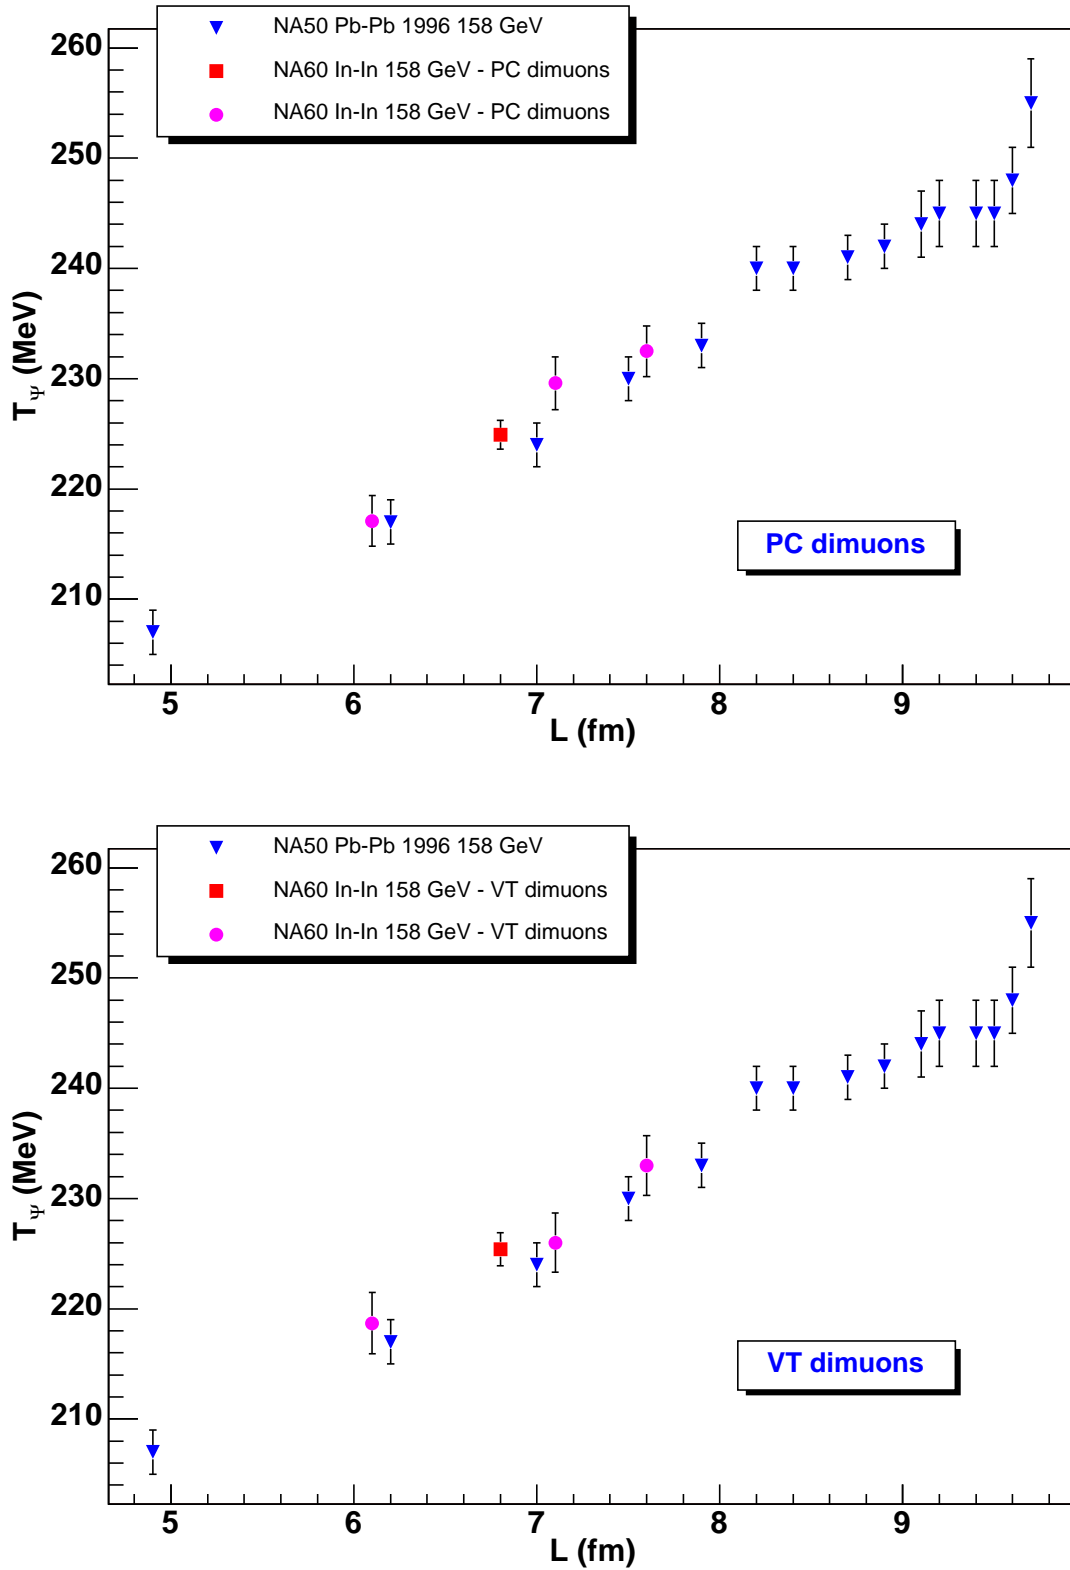 NA50 Pb-Pb 1996 158 GeV
NA60 In-In 158 GeV - PC dimuons
NA60 In-In 158 GeV - PC dimuons
260
250
240
230
220
210
T_Ψ (MeV)
PC dimuons
5 6 7 8 9
L (fm)
NA50 Pb-Pb 1996 158 GeV
NA60 In-In 158 GeV - VT dimuons
NA60 In-In 158 GeV - VT dimuons
260
250
240
230
220
210
T_Ψ (MeV)
VT dimuons
5 6 7 8 9
L (fm)